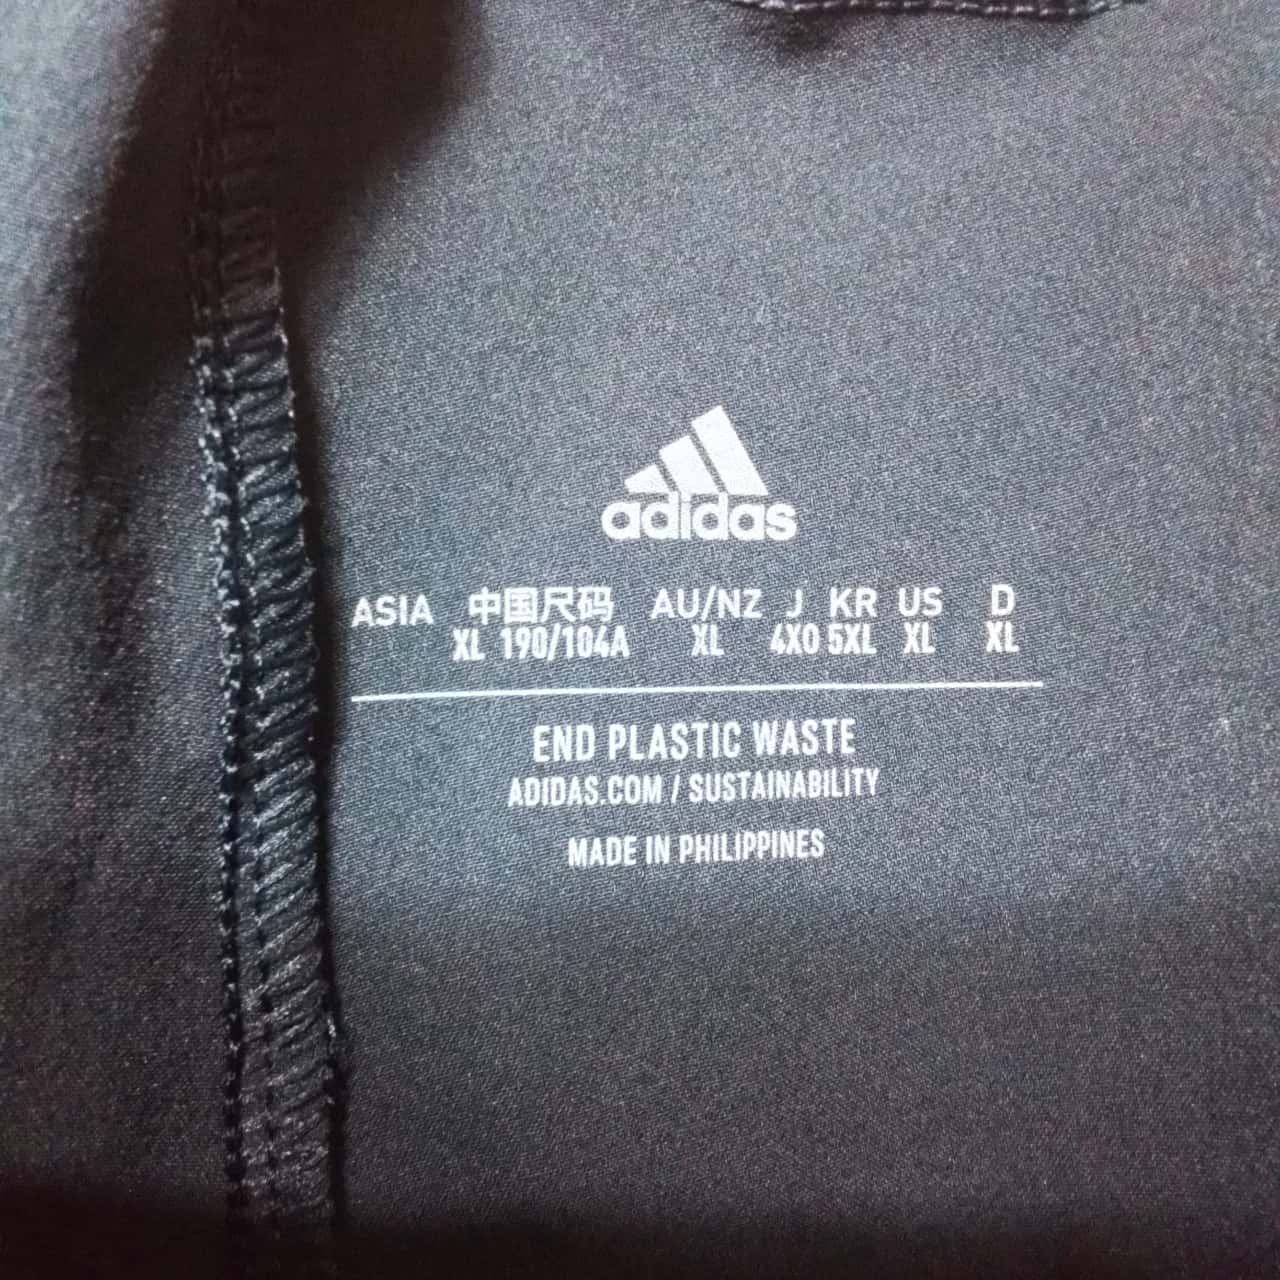 adidas
ASIA 中国尺码 AU/NZ J KR US D
XL 190/104A XL 4XO 5XL XL XL
END PLASTIC WASTE
ADIDAS.COM / SUSTAINABILITY
MADE IN PHILIPPINES